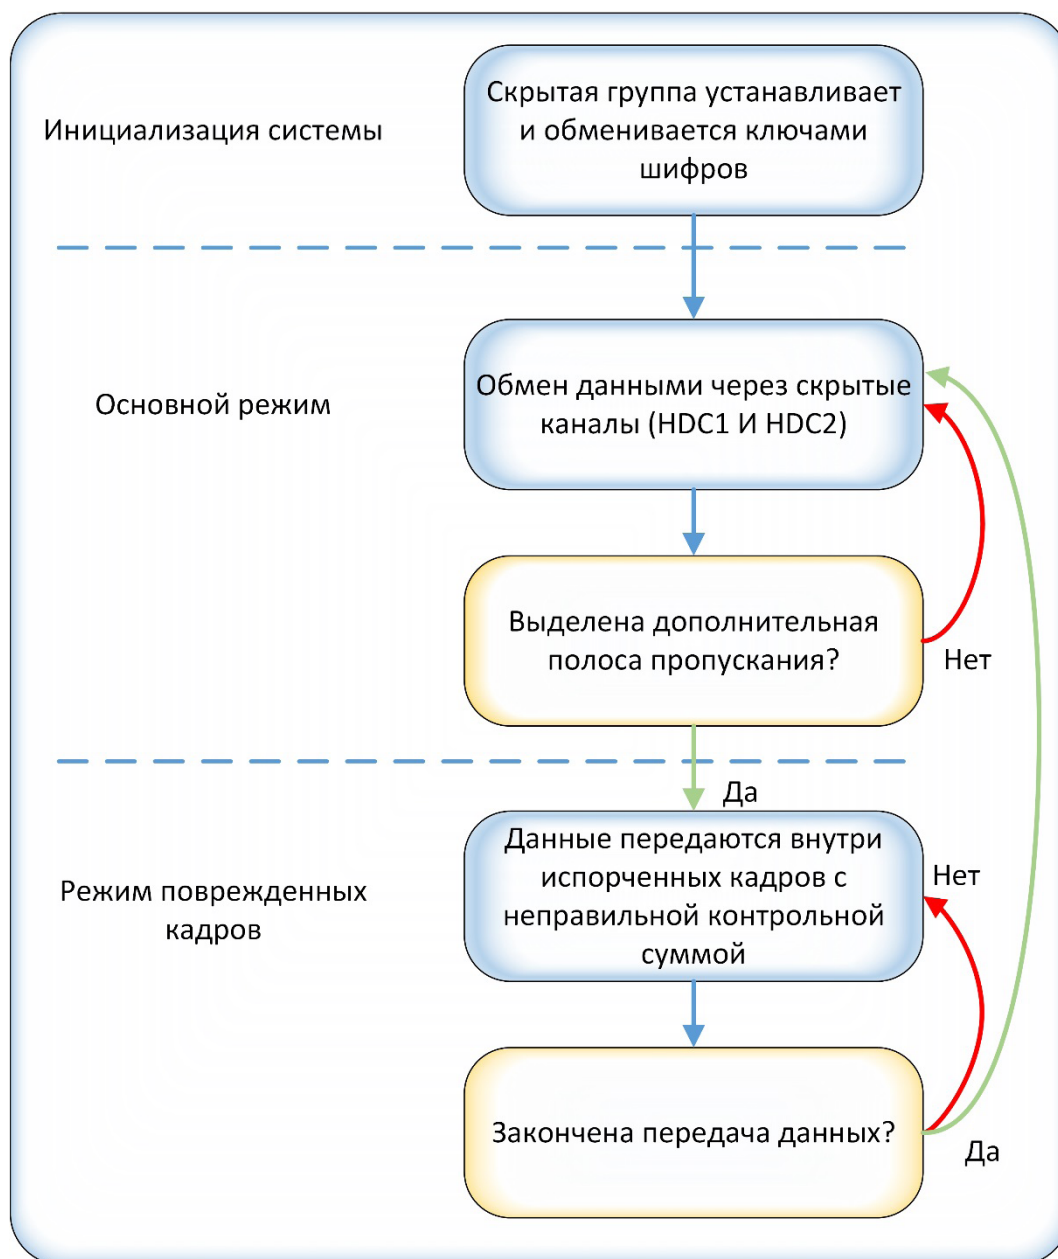 Инициализация системы
Скрытая группа устанавливает
и обменивается ключами
шифров
Основной режим
Обмен данными через скрытые
каналы (HDC1 И HDC2)
Выделена дополнительная
полоса пропускания?
Нет
Да
Режим поврежденных
кадров
Данные передаются внутри
испорченных кадров с
неправильной контрольной
суммой
Нет
Закончена передача данных?
Да